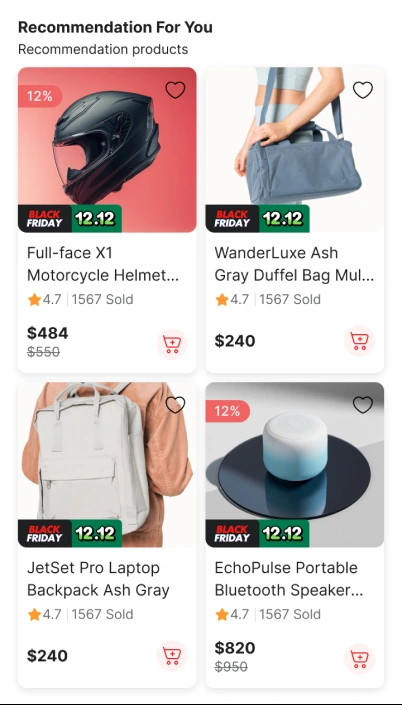 Recommendation For You
Recommendation products
12%
BLACK FRIDAY 12.12
BLACK FRIDAY 12.12
Full-face X1
Motorcycle Helmet...
4.7 1567 Sold
$484
$550
WanderLuxe Ash
Gray Duffel Bag Mul...
4.7 1567 Sold
$240
BLACK FRIDAY 12.12
12%
BLACK FRIDAY 12.12
JetSet Pro Laptop
Backpack Ash Gray
4.7 1567 Sold
$240
EchoPulse Portable
Bluetooth Speaker...
4.7 1567 Sold
$820
$950